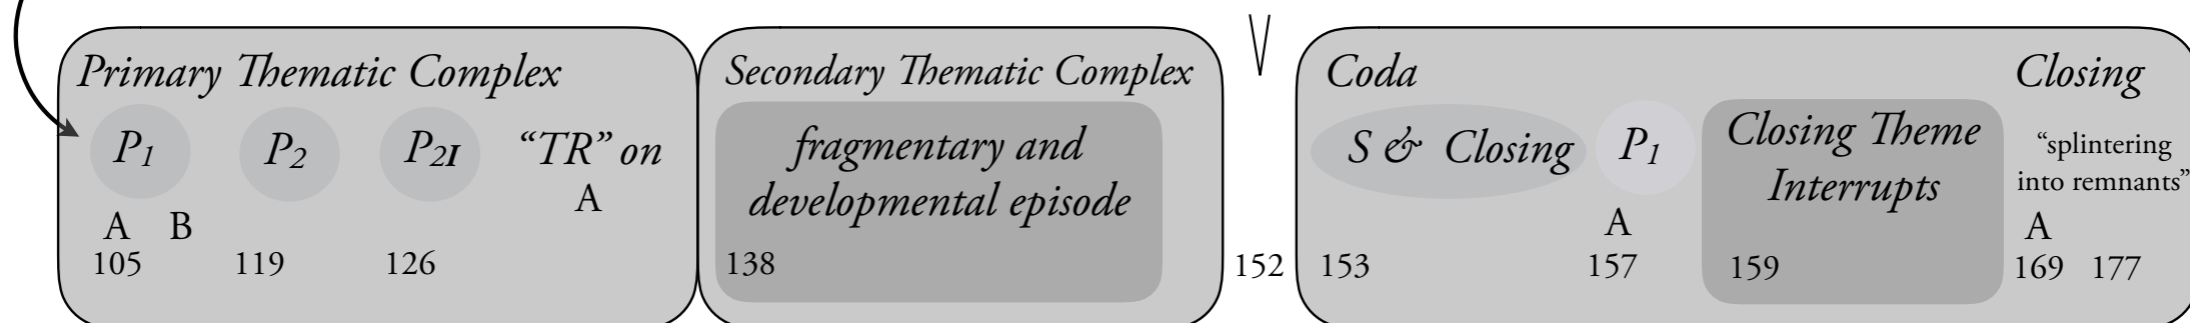 Primary Thematic Complex
P1 P2 P2I "TR" on
A
A B
105 119 126
Secondary Thematic Complex
fragmentary and
developmental episode
138
152
Coda
S & Closing P1
A
153 157
Closing Theme
Interrupts
159
Closing
“splintering
into remnants”
A
169 177